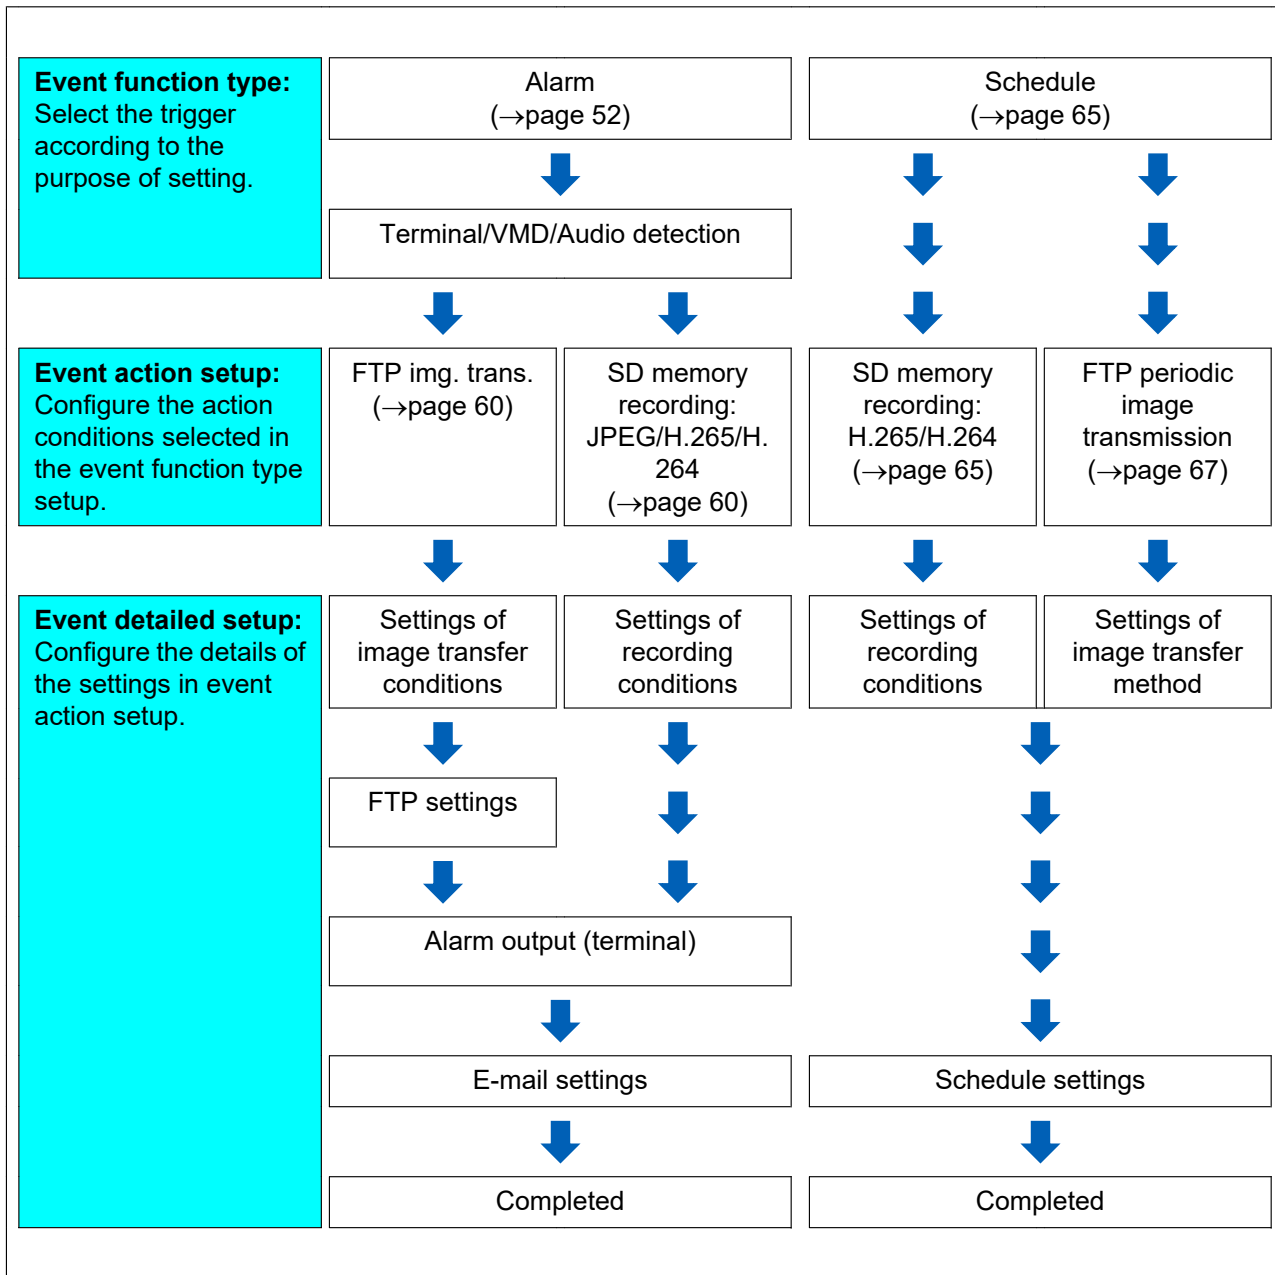 Event function type:
Select the trigger
according to the
purpose of setting.
Alarm
(→page 52)
Schedule
(→page 65)
Terminal/VMD/Audio detection
Event action setup:
Configure the action
conditions selected in
the event function type
setup.
FTP img. trans.
(→page 60)
SD memory
recording:
JPEG/H.265/H.
264
(→page 60)
SD memory
recording:
H.265/H.264
(→page 65)
FTP periodic
image
transmission
(→page 67)
Event detailed setup:
Configure the details of
the settings in event
action setup.
Settings of
image transfer
conditions
Settings of
recording
conditions
Settings of
recording
conditions
Settings of
image transfer
method
FTP settings
Alarm output (terminal)
E-mail settings
Schedule settings
Completed
Completed